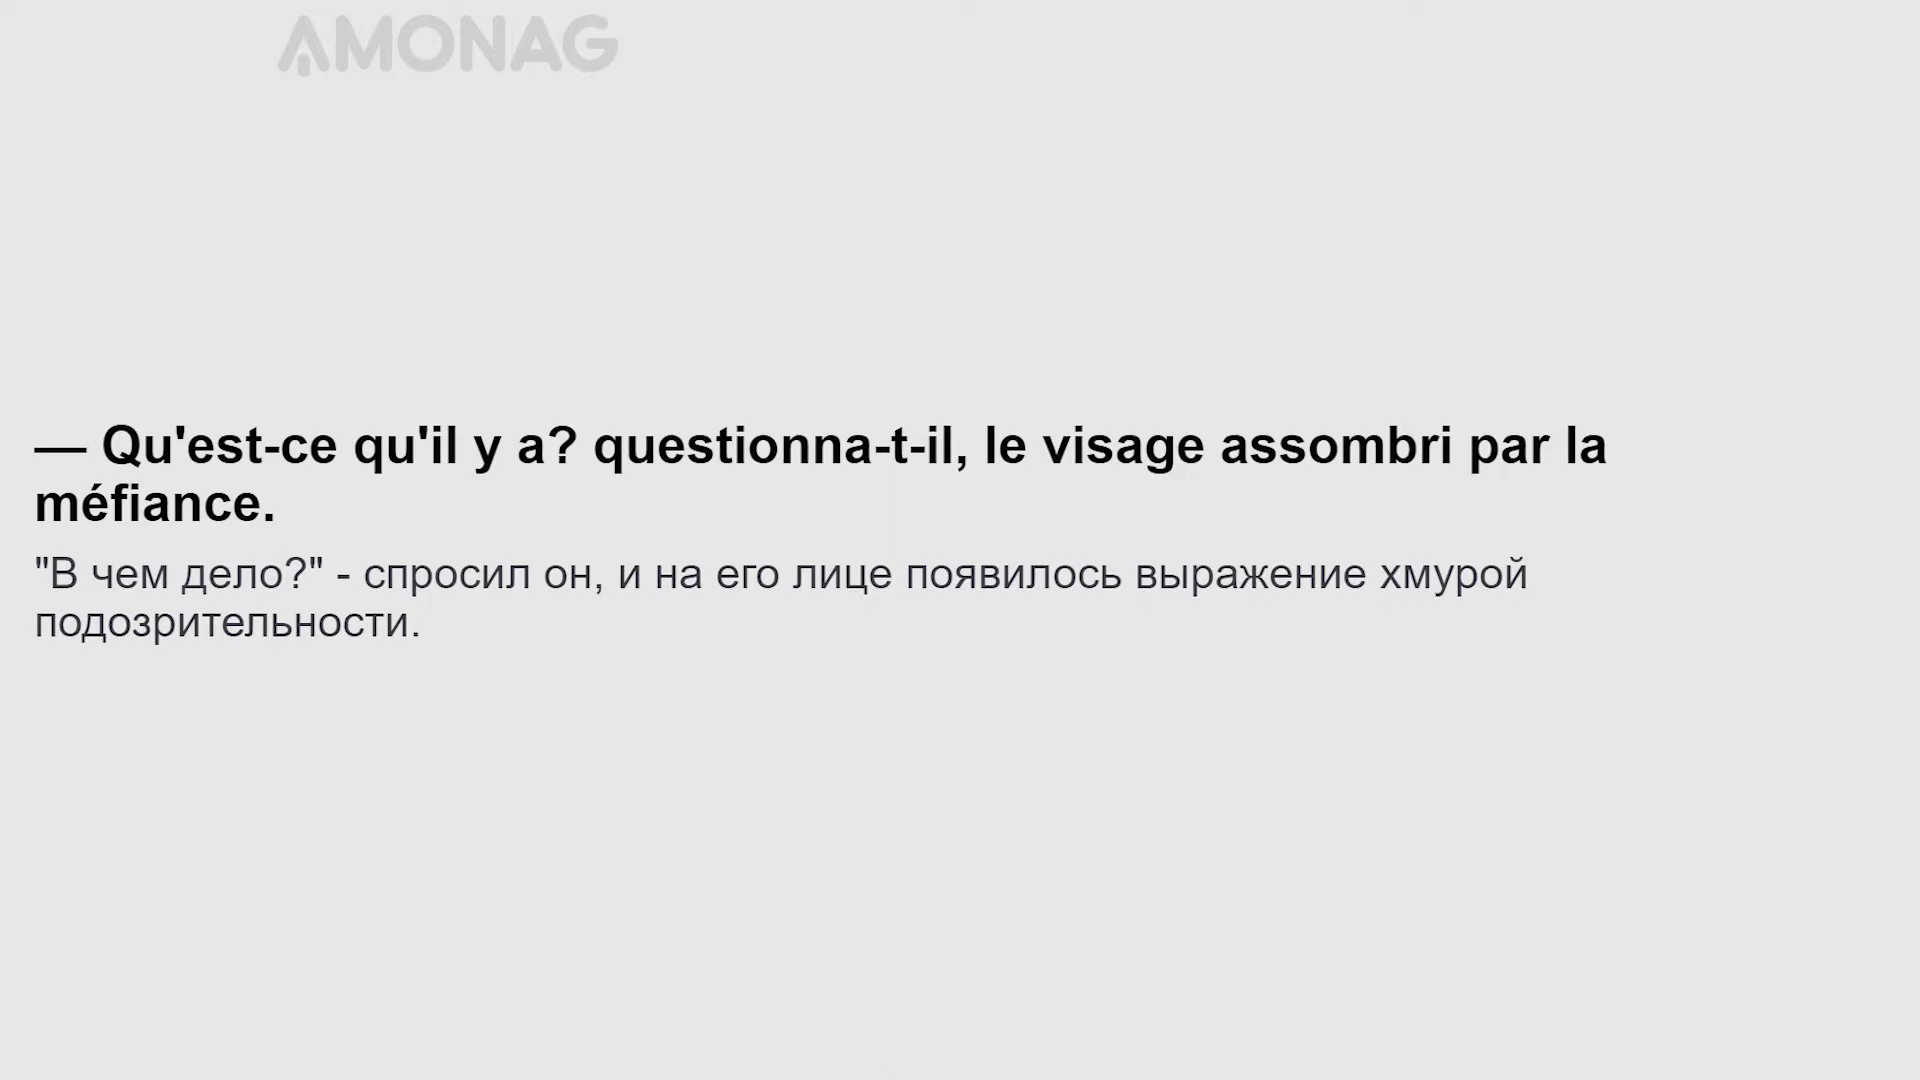 AMONAG
— Qu'est-ce qu'il y a? questionna-t-il, le visage assombri par la
méfiance.
"В чем дело?" - спросил он, и на его лице появилось выражение хмурой
подозрительности.